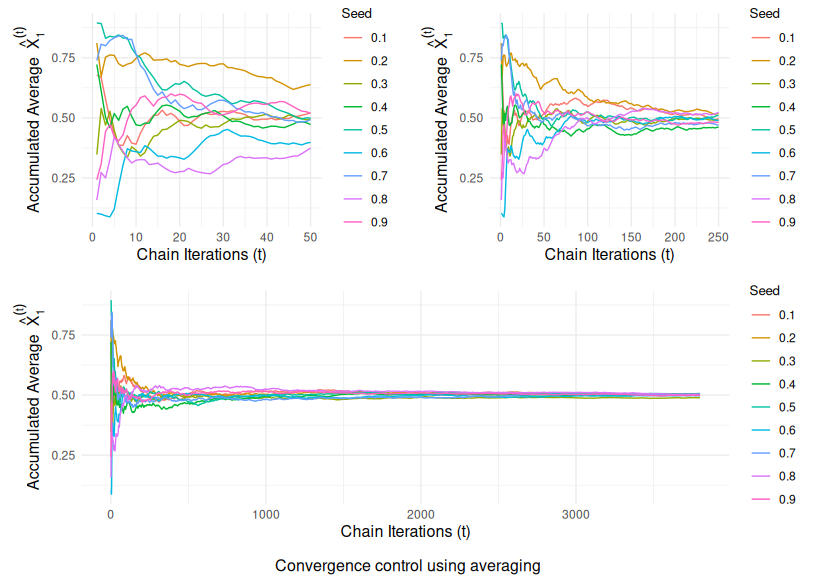 Accumulated Average X̂₁⁽ᵗ⁾
0.75
0.50
0.25
0 10 20 30 40 50
Chain Iterations (t)
Seed
0.1
0.2
0.3
0.4
0.5
0.6
0.7
0.8
0.9
Accumulated Average X̂₁⁽ᵗ⁾
0.75
0.50
0.25
0 50 100 150 200 250
Chain Iterations (t)
Seed
0.1
0.2
0.3
0.4
0.5
0.6
0.7
0.8
0.9
Accumulated Average X̂₁⁽ᵗ⁾
0.75
0.50
0.25
0 1000 2000 3000
Chain Iterations (t)
Seed
0.1
0.2
0.3
0.4
0.5
0.6
0.7
0.8
0.9
Convergence control using averaging